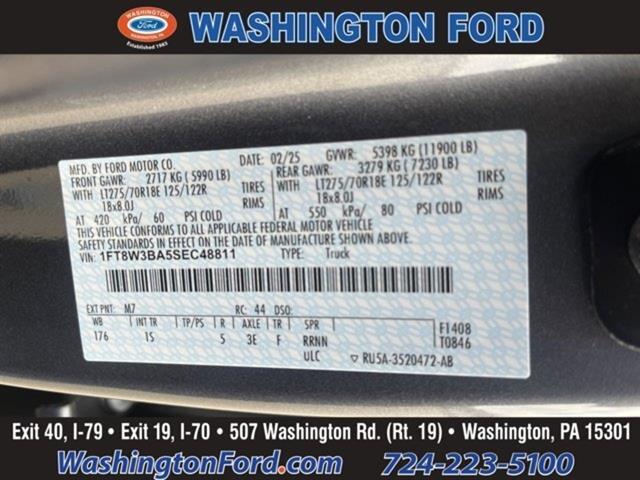 WASHINGTON
Ford
WASHINGTON, PA
Established 1983
WASHINGTON FORD
MFD. BY FORD MOTOR CO.
DATE: 02/25 GVWR: 5398 KG (11900 LB)
FRONT GAWR: 2717 KG ( 5990 LB) REAR GAWR: 3279 KG ( 7230 LB)
WITH LT275/70R18E 125/122R TIRES WITH LT275/70R18E 125/122R TIRES
18x8.0J RIMS 18x8.0J RIMS
AT 420 kPa/ 60 PSI COLD AT 550 kPa/ 80 PSI COLD
THIS VEHICLE CONFORMS TO ALL APPLICABLE FEDERAL MOTOR VEHICLE
SAFETY STANDARDS IN EFFECT ON THE DATE OF MANUFACTURE SHOWN ABOVE.
VIN: 1FT8W3BA5SEC48811 TYPE: Truck
EXT PNT: M7 RC: 44 DSO:
WB INT TR TP/PS R AXLE TR SPR F1408
176 1S 5 3E F RRNN T0846
ULC ▽ RU5A-3520472-AB
Exit 40, I-79 • Exit 19, I-70 • 507 Washington Rd. (Rt. 19) • Washington, PA 15301
WashingtonFord.com 724-223-5100